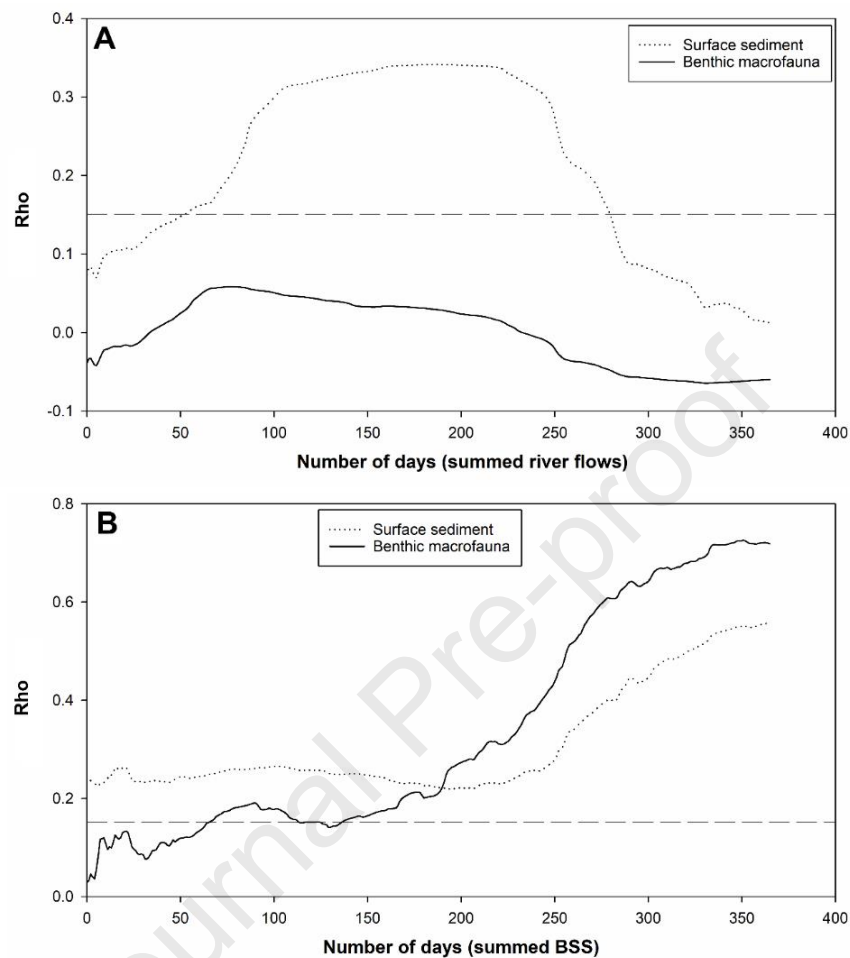 A
Surface sediment
Benthic macrofauna
0.4
0.3
0.2
0.1
0.0
-0.1
Rho
0 50 100 150 200 250 300 350 400
Number of days (summed river flows)
B
Surface sediment
Benthic macrofauna
0.8
0.6
0.4
0.2
0.0
Rho
0 50 100 150 200 250 300 350 400
Number of days (summed BSS)
ournal Pre-proof